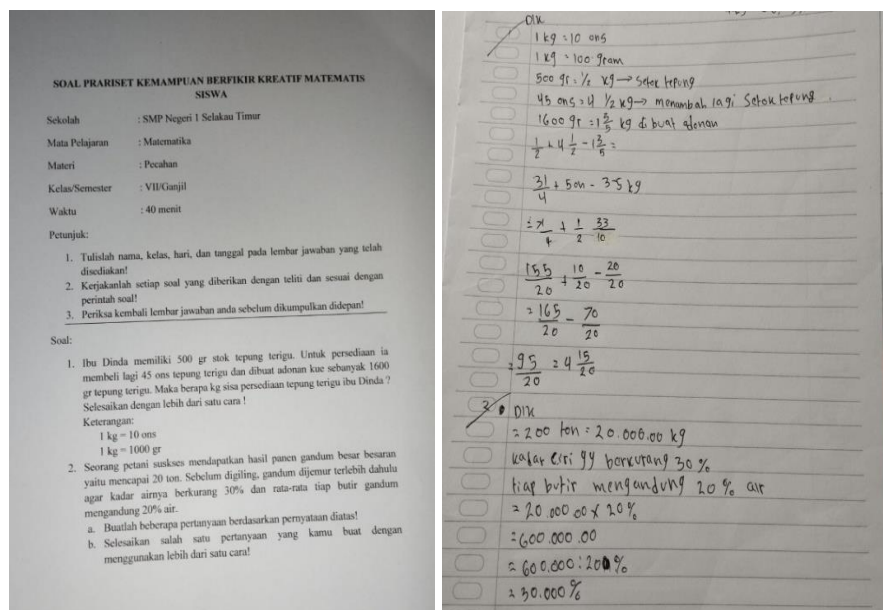 SOAL PRARISET KEMAMPUAN BERFIKIR KREATIF MATEMATIS
SISWA
Sekolah : SMP Negeri 1 Selakau Timur
Mata Pelajaran : Matematika
Materi : Pecahan
Kelas/Semester : VII/Ganjil
Waktu : 40 menit
Petunjuk:
1. Tulislah nama, kelas, hari, dan tanggal pada lembar jawaban yang telah
disediakan!
2. Kerjakanlah setiap soal yang diberikan dengan teliti dan sesuai dengan
perintah soal!
3. Periksa kembali lembar jawaban anda sebelum dikumpulkan didepan!
Soal:
1. Ibu Dinda memiliki 500 gr stok tepung terigu. Untuk persediaan ia
membeli lagi 45 ons tepung terigu dan dibuat adonan kue sebanyak 1600
gr tepung terigu. Maka berapa kg sisa persediaan tepung terigu ibu Dinda ?
Selesaikan dengan lebih dari satu cara !
Keterangan:
1 kg = 10 ons
1 kg = 1000 gr
2. Seorang petani suskses mendapatkan hasil panen gandum besar besaran
yaitu mencapai 20 ton. Sebelum digiling, gandum dijemur terlebih dahulu
agar kadar airnya berkurang 30% dan rata-rata tiap butir gandum
mengandung 20% air.
a. Buatlah beberapa pertanyaan berdasarkan pernyataan diatas!
b. Selesaikan salah satu pertanyaan yang kamu buat dengan
menggunakan lebih dari satu cara!
DIK
1 kg = 10 ons
1 kg = 100 gram
500 gr = 1/2 kg → setok tepung
45 ons = 4 1/2 kg → menambah lagi setok tepung.
1600 gr = 1 3/5 kg di buat adonan
1/2 + 4 1/2 - 1 3/5 =
31/4 + 5 on - 35 kg
+ 1/2 33/10
155/20 + 10/20 - 20/20
= 165/20 - 70/20
= 95/20 = 4 15/20
2. DIK
= 200 ton = 20.000.00 kg
kadar berkurang 30 %
tiap butir mengandung 20 % air
= 20.000 00 x 20 %
= 600.000.00
= 600.000 : 20 %
= 30.000 %